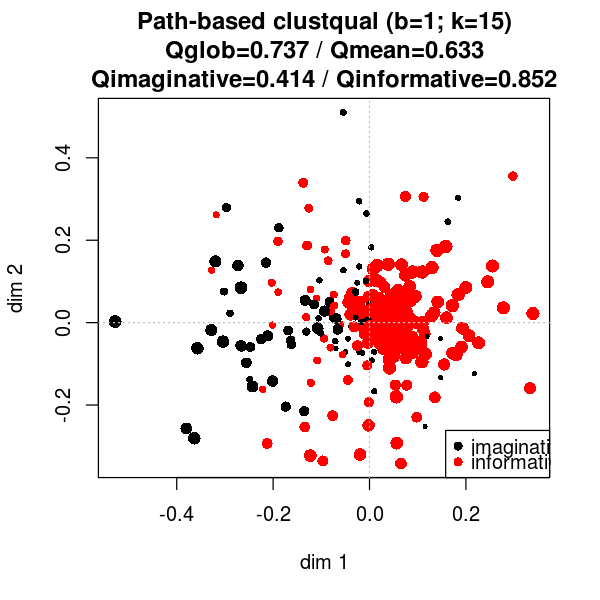 Path-based clustqual (b=1; k=15)
Qglob=0.737 / Qmean=0.633
Qimaginative=0.414 / Qinformative=0.852
0.4
0.2
0.0
-0.2
dim 2
imaginati
informati
-0.4
-0.2
0.0
0.2
dim 1